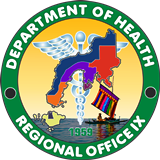 DEPARTMENT OF HEALTH
1959
REGIONAL OFFICE IX